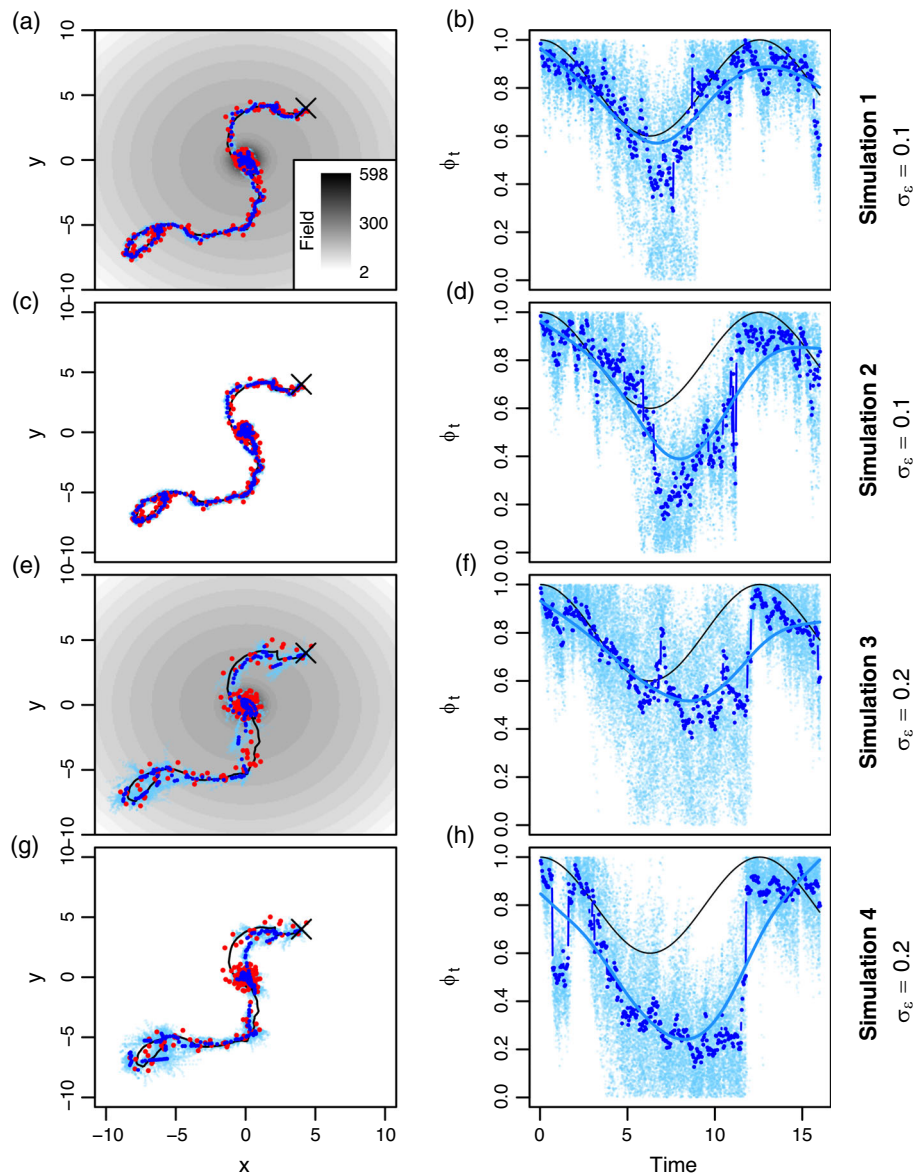 (a)
10
5
0
−5
−10
y
Field
598
300
2
(b)
1.0
0.8
0.6
0.4
0.2
0.0
ϕt
Simulation 1
σε = 0.1
(c)
10
5
0
−5
−10
y
(d)
1.0
0.8
0.6
0.4
0.2
0.0
ϕt
Simulation 2
σε = 0.1
(e)
10
5
0
−5
−10
y
(f)
1.0
0.8
0.6
0.4
0.2
0.0
ϕt
Simulation 3
σε = 0.2
(g)
10
5
0
−5
−10
y
−10 −5 0 5 10
x
(h)
1.0
0.8
0.6
0.4
0.2
0.0
ϕt
0 5 10 15
Time
Simulation 4
σε = 0.2